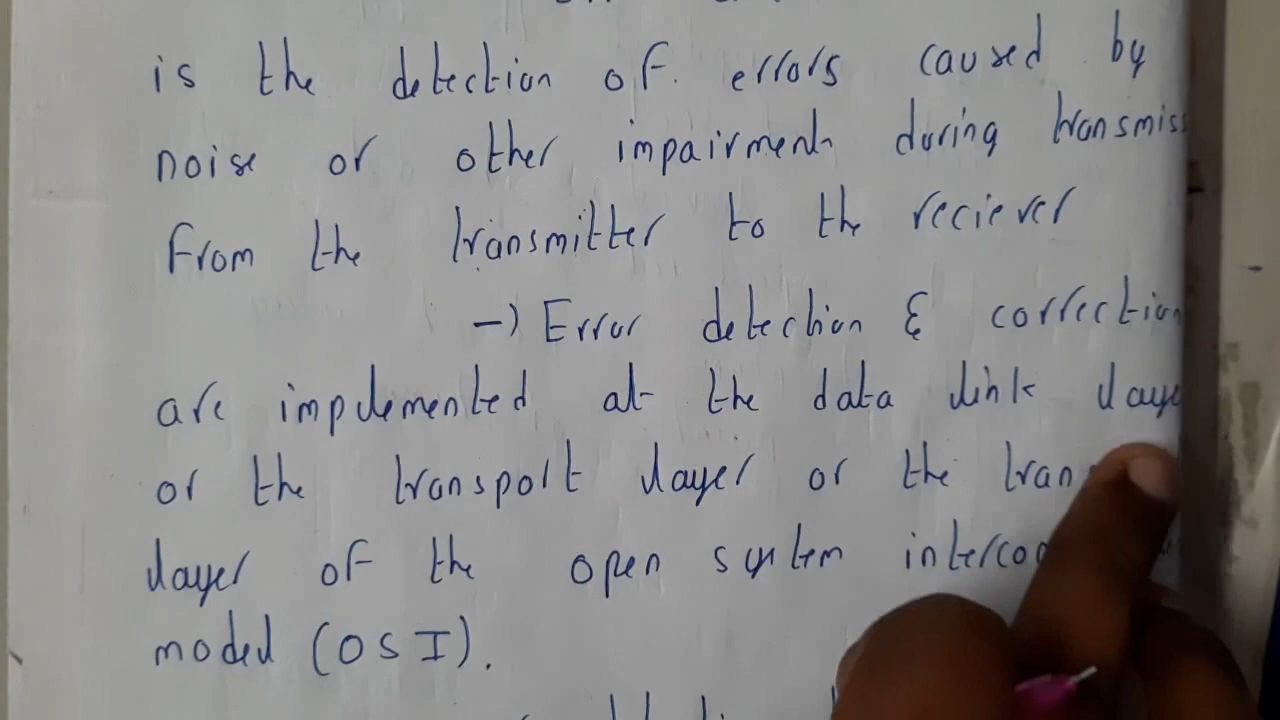 is the detection of errors caused by
noise or other impairments during transmiss
from the transmitter to the reciever
→ Error detection & correction
are implemented at the data link laye
or the transport layer or the tran
layer of the open system interco
model (OSI).